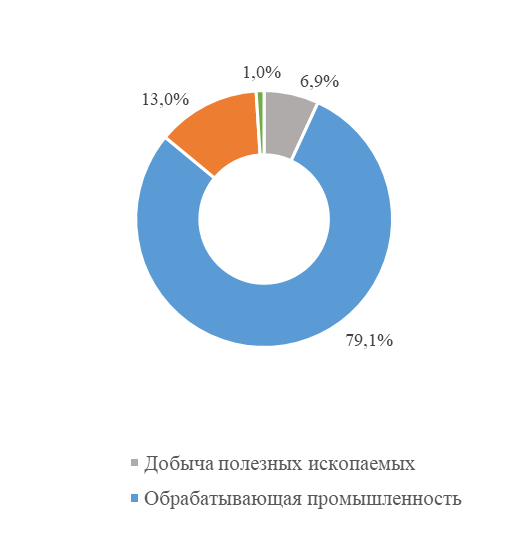 1,0%
6,9%
13,0%
79,1%
Добыча полезных ископаемых
Обрабатывающая промышленность